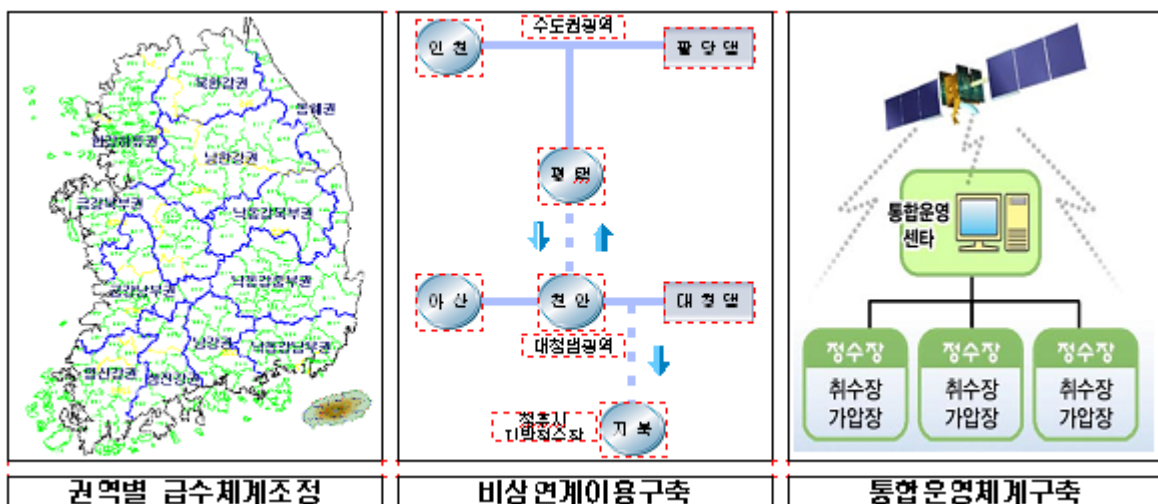 북한강권
동해권
한강하류권
남한강권
금강북부권
낙동강북부권
낙동강중부권
금강남부권
남강권
낙동강남부권
영산강권
섬진강권
권역별 급수체계조정
수도권광역
인천
팔당댐
평택
아산
천안
대청댐
대청댐광역
지북
비상연계이용구축
통합운영
센타
정수장
취수장
가압장
정수장
취수장
가압장
정수장
취수장
가압장
통합운영체계구축